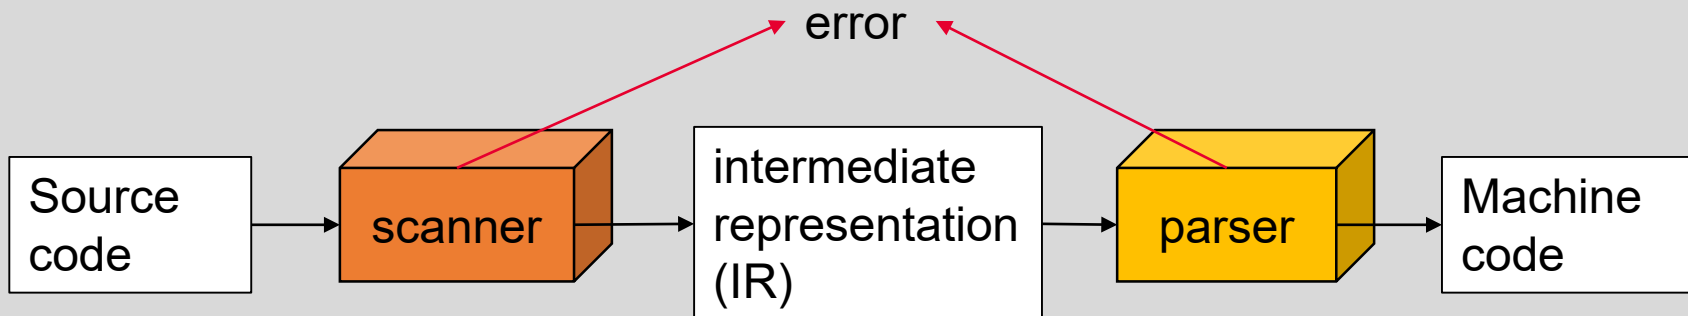 error
Source
code
scanner
intermediate
representation
(IR)
parser
Machine
code